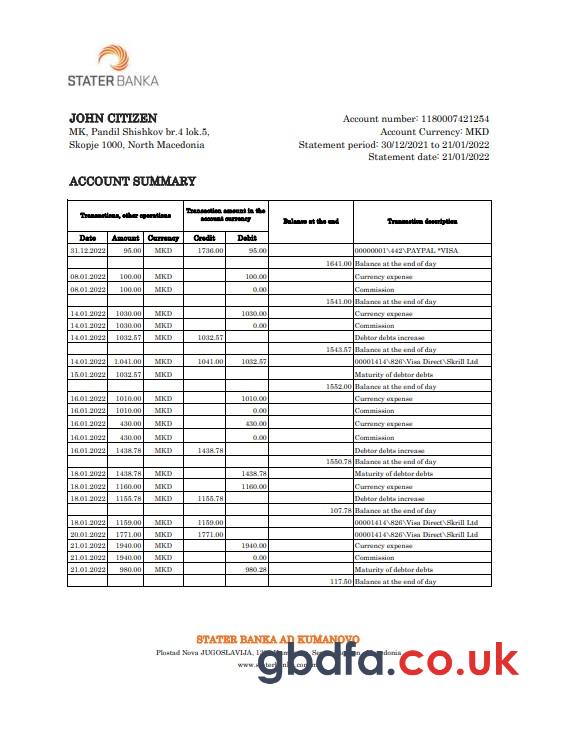 STATER BANKA
JOHN CITIZEN
MK, Pandil Shishkov br.4 lok.5,
Skopje 1000, North Macedonia
Account number: 1180007421254
Account Currency: MKD
Statement period: 30/12/2021 to 21/01/2022
Statement date: 21/01/2022
ACCOUNT SUMMARY
Transactions, other operations Transaction amount in the account currency Balance at the end Transaction description
Date Amount Currency Credit Debit
31.12.2022 95.00 MKD 1736.00 95.00 00000001\442\PAYPAL *VISA
1641.00 Balance at the end of day
08.01.2022 100.00 MKD 100.00 Currency expense
08.01.2022 100.00 MKD 0.00 Commission
1541.00 Balance at the end of day
14.01.2022 1030.00 MKD 1030.00 Currency expense
14.01.2022 1030.00 MKD 0.00 Commission
14.01.2022 1032.57 MKD 1032.57 Debtor debts increase
1543.57 Balance at the end of day
14.01.2022 1.041.00 MKD 1041.00 1032.57 00001414\826\Visa Direct\Skrill Ltd
15.01.2022 1032.57 MKD Maturity of debtor debts
1552.00 Balance at the end of day
16.01.2022 1010.00 MKD 1010.00 Currency expense
16.01.2022 1010.00 MKD 0.00 Commission
16.01.2022 430.00 MKD 430.00 Currency expense
16.01.2022 430.00 MKD 0.00 Commission
16.01.2022 1438.78 MKD 1438.78 Debtor debts increase
1550.78 Balance at the end of day
18.01.2022 1438.78 MKD 1438.78 Maturity of debtor debts
18.01.2022 1160.00 MKD 1160.00 Currency expense
18.01.2022 1155.78 MKD 1155.78 Debtor debts increase
107.78 Balance at the end of day
18.01.2022 1159.00 MKD 1159.00 00001414\826\Visa Direct\Skrill Ltd
20.01.2022 1771.00 MKD 1771.00 00001414\826\Visa Direct\Skrill Ltd
21.01.2022 1940.00 MKD 1940.00 Currency expense
21.01.2022 1940.00 MKD 0.00 Commission
21.01.2022 980.00 MKD 980.28 Maturity of debtor debts
117.50 Balance at the end of day
STATER BANKA AD KUMANOVO
Plostad Nova JUGOSLAVIJA,
gbdfa.co.uk